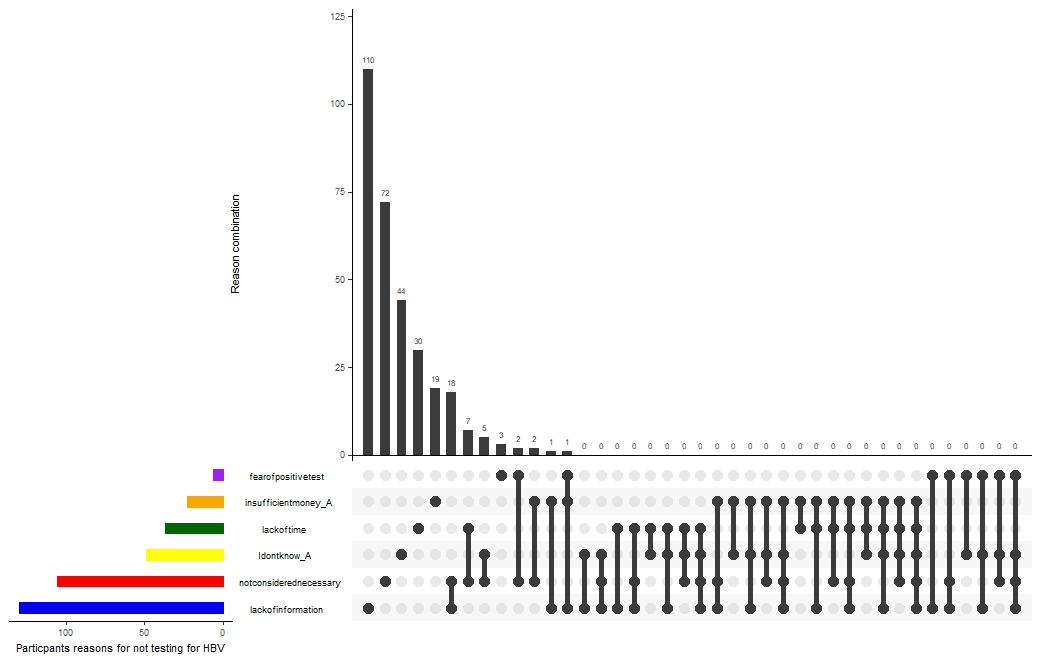 125
100
75
50
25
0
Reason combination
110
72
44
30
19
18
7
5
3
2
2
1
1
0 0 0 0 0 0 0 0 0 0 0 0 0 0 0 0 0 0 0 0 0 0 0 0 0 0 0
fearofpositivetest
insufficientmoney_A
lackoftime
Idontknow_A
notconsiderednecessary
lackofinformation
100 50 0
Particpants reasons for not testing for HBV